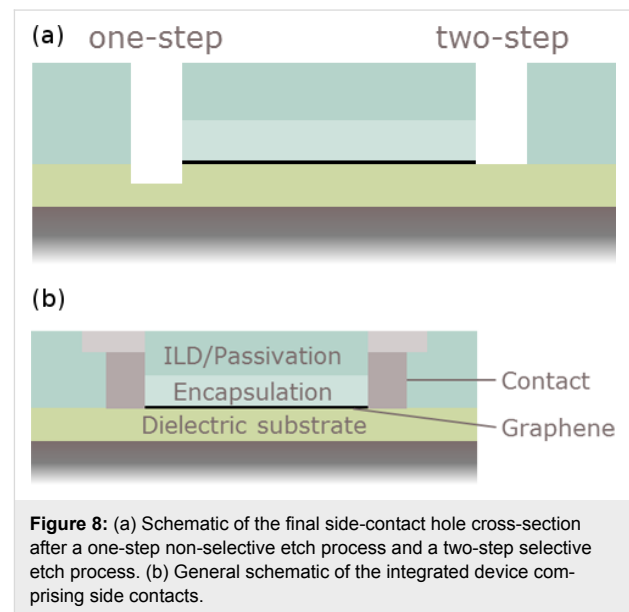 (a)
one-step two-step
(b)
ILD/Passivation
Encapsulation
Contact
Graphene
Dielectric substrate
Figure 8: (a) Schematic of the final side-contact hole cross-section
after a one-step non-selective etch process and a two-step selective
etch process. (b) General schematic of the integrated device com-
prising side contacts.